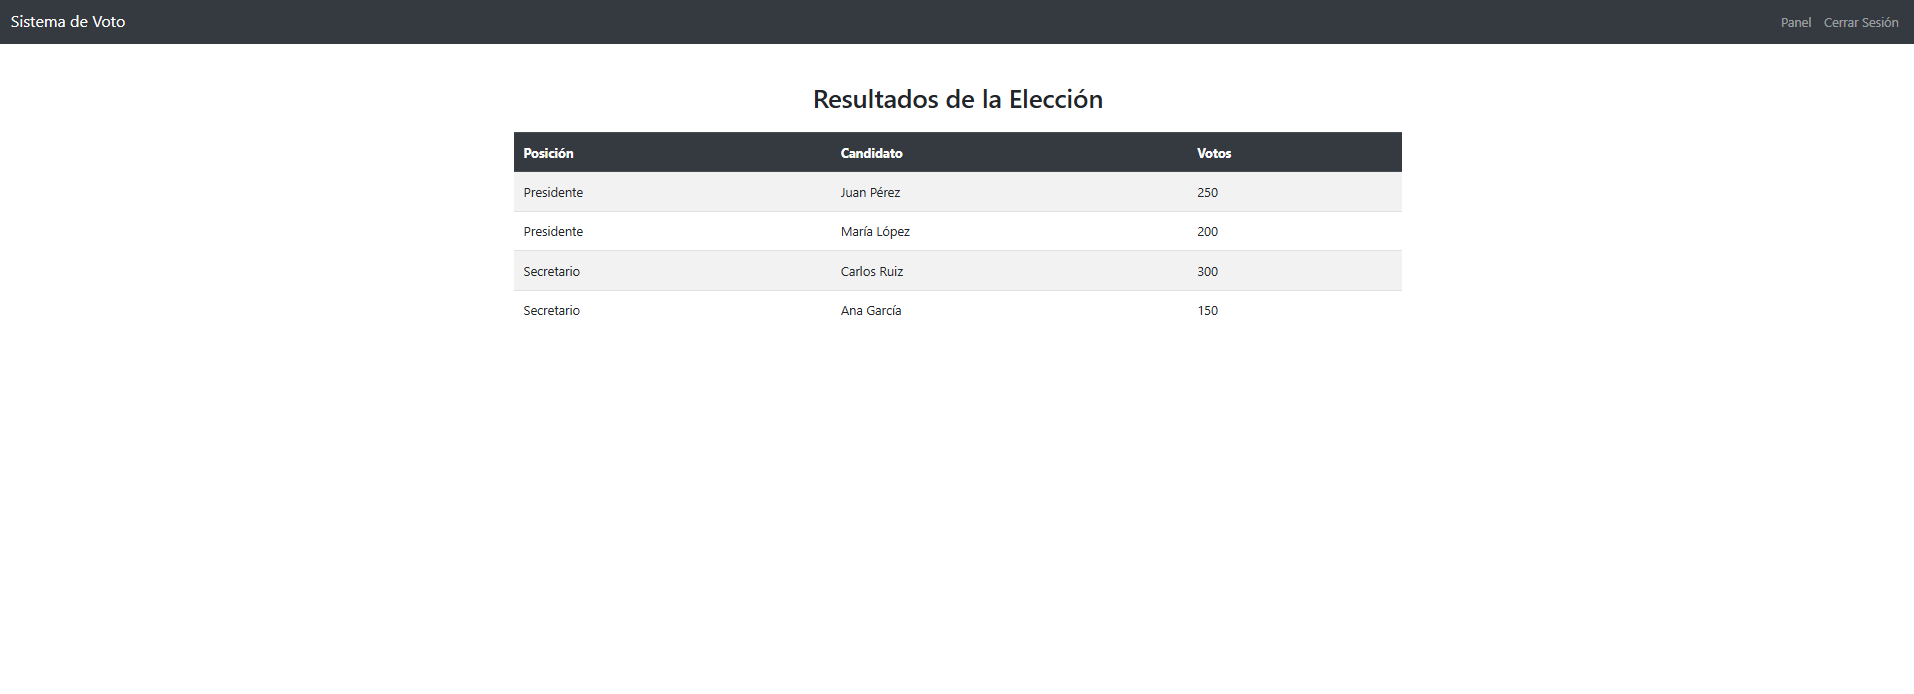 Sistema de Voto Panel Cerrar Sesión
Resultados de la Elección
Posición Candidato Votos
Presidente Juan Pérez 250
Presidente María López 200
Secretario Carlos Ruiz 300
Secretario Ana García 150